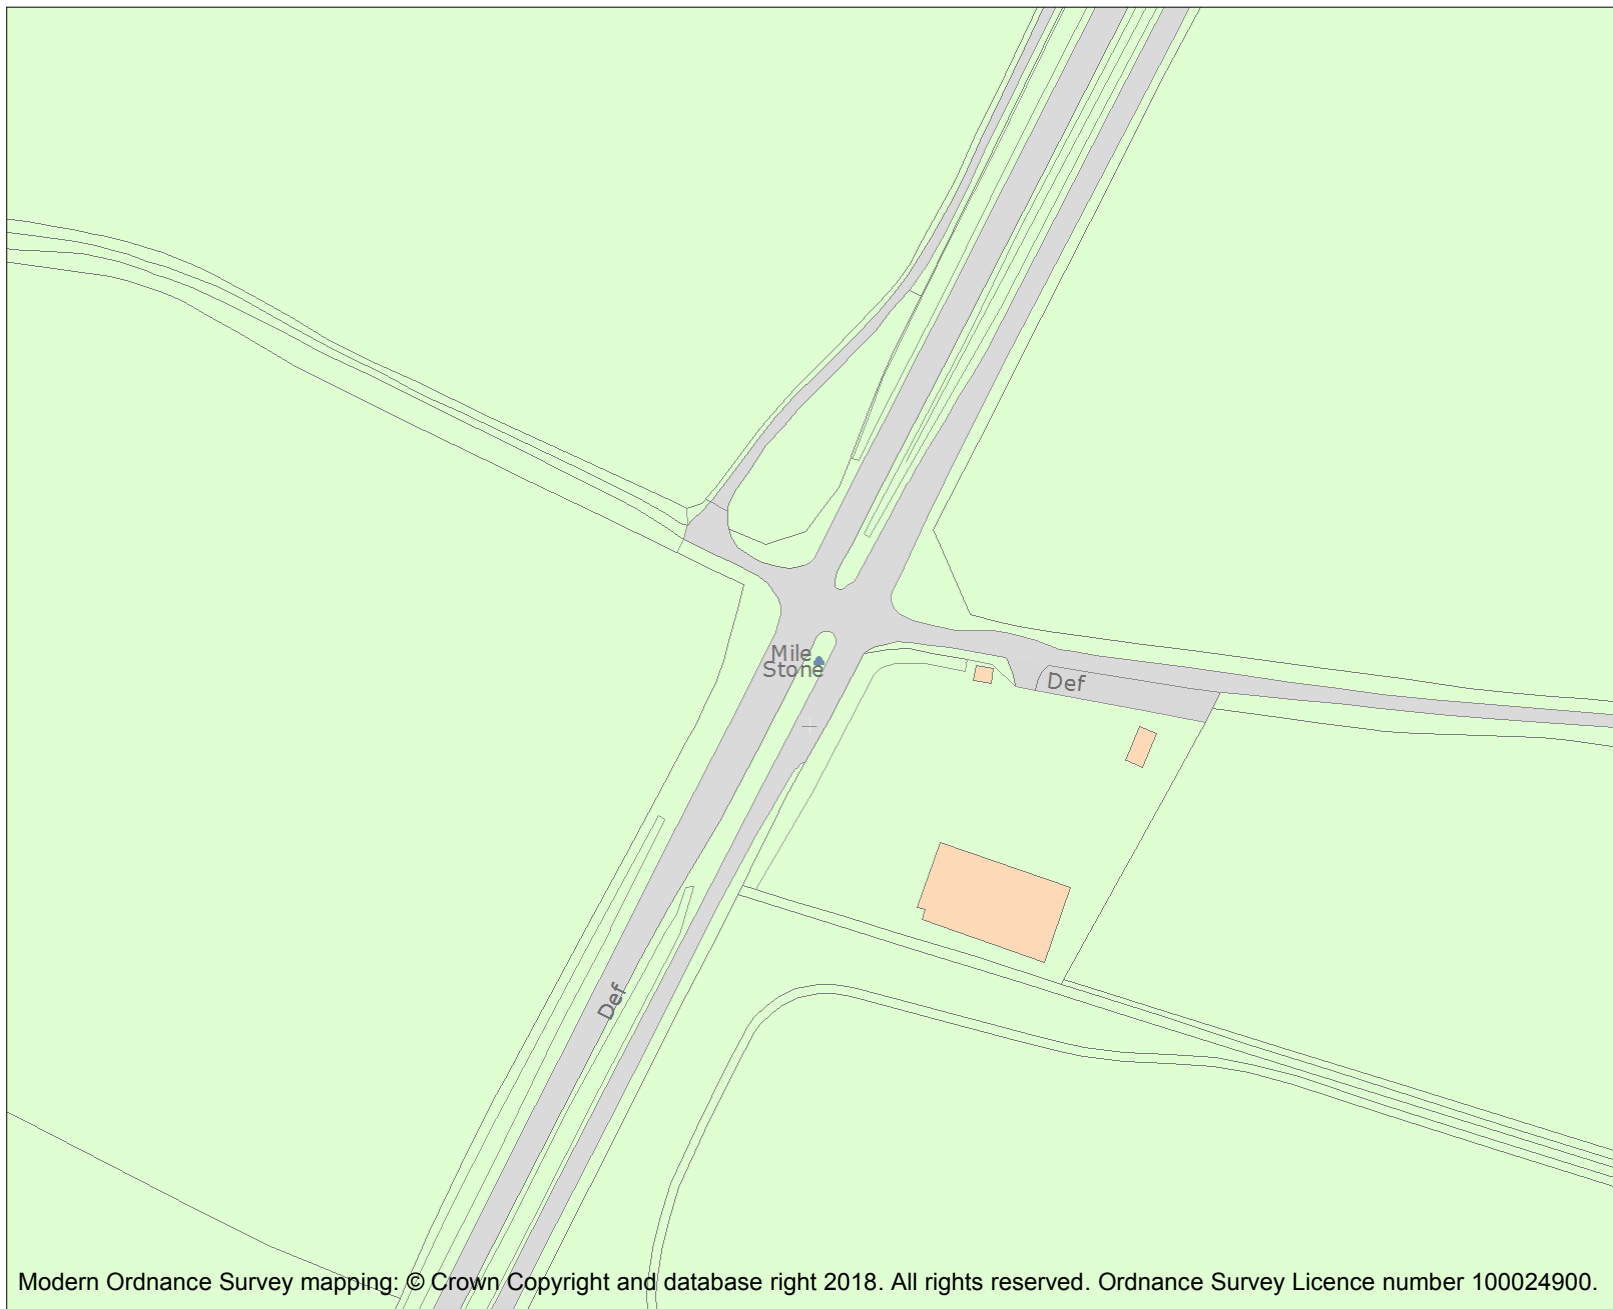 Mile
Stone
Def
Def
Modern Ordnance Survey mapping: © Crown Copyright and database right 2018. All rights reserved. Ordnance Survey Licence number 100024900.